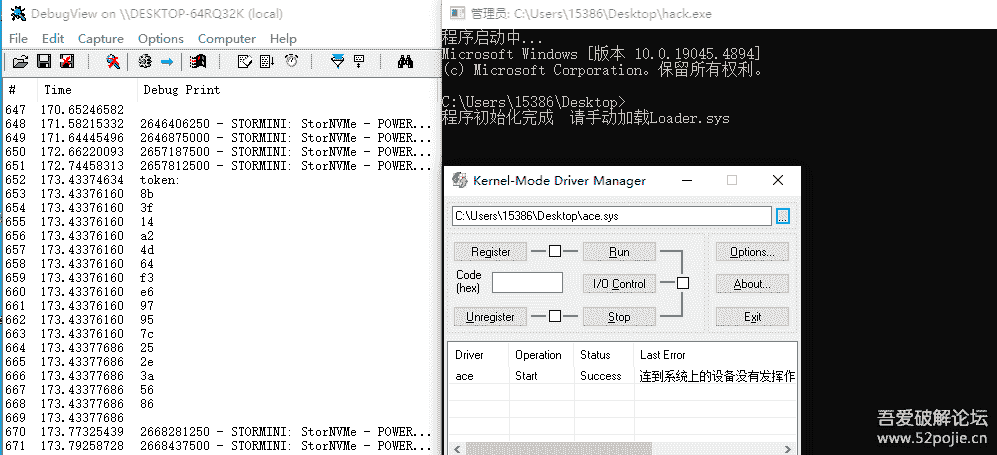 DebugView on \\DESKTOP-64RQ32K (local)
File Edit Capture Options Computer Help
# Time Debug Print
647 170.65246582
648 171.58215332 2646406250 - STORMINI: StorNVMe - POWER...
649 171.64445496 2646875000 - STORMINI: StorNVMe - POWER...
650 172.66220093 2657187500 - STORMINI: StorNVMe - POWER...
651 172.74458313 2657812500 - STORMINI: StorNVMe - POWER...
652 173.43374634 token:
653 173.43376160 8b
654 173.43376160 3f
655 173.43376160 14
656 173.43376160 a2
657 173.43376160 4d
658 173.43376160 64
659 173.43376160 f3
660 173.43376160 e6
661 173.43376160 97
662 173.43376160 95
663 173.43376160 7c
664 173.43377686 25
665 173.43377686 2e
666 173.43377686 3a
667 173.43377686 56
668 173.43377686 86
669 173.43377686
670 173.77325439 2668281250 - STORMINI: StorNVMe - POWER...
671 173.79258728 2668437500 - STORMINI: StorNVMe - POWER...
管理员: C:\Users\15386\Desktop\hack.exe
程序启动中...
Microsoft Windows [版本 10.0.19045.4894]
(c) Microsoft Corporation。保留所有权利。
C:\Users\15386\Desktop>
程序初始化完成 请手动加载Loader.sys
Kernel-Mode Driver Manager
C:\Users\15386\Desktop\ace.sys
...
Register Run Options...
Code (hex) I/O Control About...
Unregister Stop Exit
Driver Operation Status Last Error
ace Start Success 连到系统上的设备没有发挥作
吾爱破解论坛
www.52pojie.cn